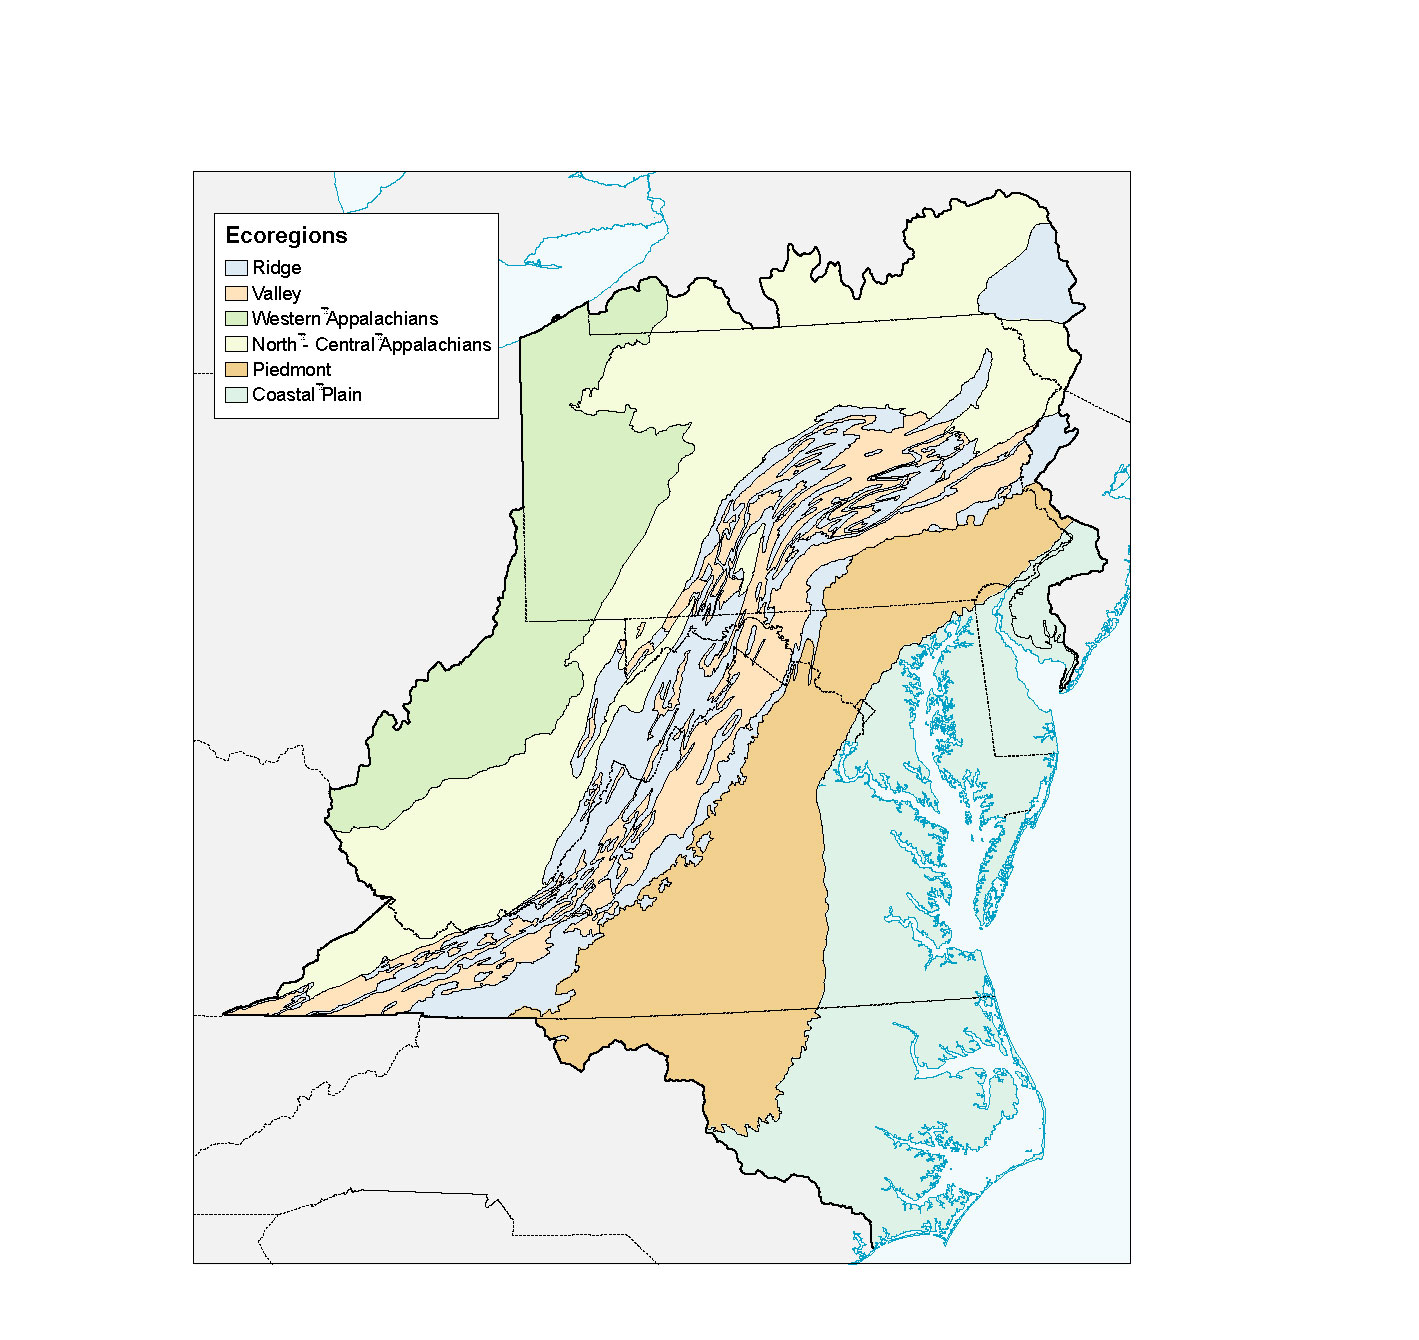 Ecoregions
Ridge
Valley
Western Appalachians
North - Central Appalachians
Piedmont
Coastal Plain